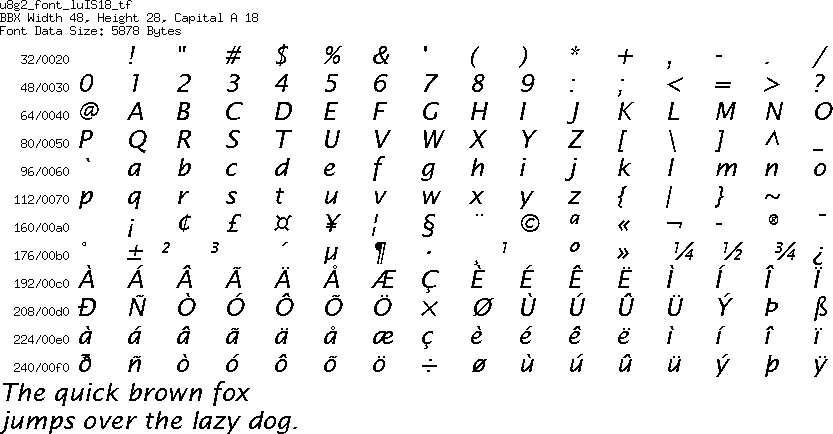 u8g2_font_luIS18_tf
BBX Width 48, Height 28, Capital A 18
Font Data Size: 5878 Bytes
32/0020 ! " # $ % & ' ( ) * + , - . /
48/0030 0 1 2 3 4 5 6 7 8 9 : ; < = > ?
64/0040 @ A B C D E F G H I J K L M N O
80/0050 P Q R S T U V W X Y Z [ \ ] ^ _
96/0060 ` a b c d e f g h i j k l m n o
112/0070 p q r s t u v w x y z { | } ~
160/00a0 ¡ ¢ £ ¤ ¥ ¦ § ¨ © ª « ¬ - ® ¯
176/00b0 ° ± ² ³ ´ µ ¶ · ¸ ¹ º » ¼ ½ ¾ ¿
192/00c0 À Á Â Ã Ä Å Æ Ç È É Ê Ë Ì Í Î Ï
208/00d0 Ð Ñ Ò Ó Ô Õ Ö × Ø Ù Ú Û Ü Ý Þ ß
224/00e0 à á â ã ä å æ ç è é ê ë ì í î ï
240/00f0 ð ñ ò ó ô õ ö ÷ ø ù ú û ü ý þ ÿ
The quick brown fox
jumps over the lazy dog.